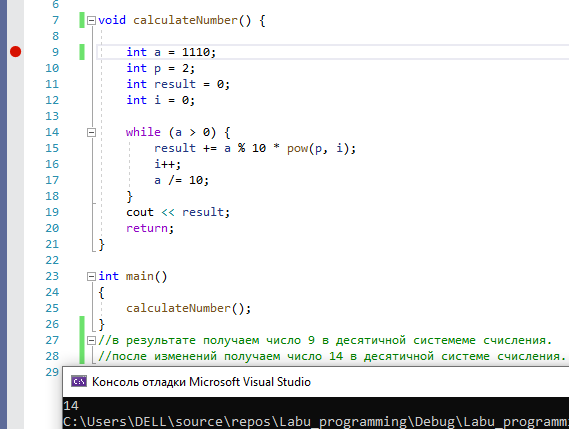 6
7 void calculateNumber() {
8
9 int a = 1110;
10 int p = 2;
11 int result = 0;
12 int i = 0;
13
14 while (a > 0) {
15 result += a % 10 * pow(p, i);
16 i++;
17 a /= 10;
18 }
19 cout << result;
20 return;
21 }
22
23 int main()
24 {
25 calculateNumber();
26 }
27 //в результате получаем число 9 в десятичной системеме счисления.
28 //после изменений получаем число 14 в десятичной системе счисления.
29
C:\ Консоль отладки Microsoft Visual Studio
14
C:\Users\DELL\source\repos\Labu_programming\Debug\Labu_programmi